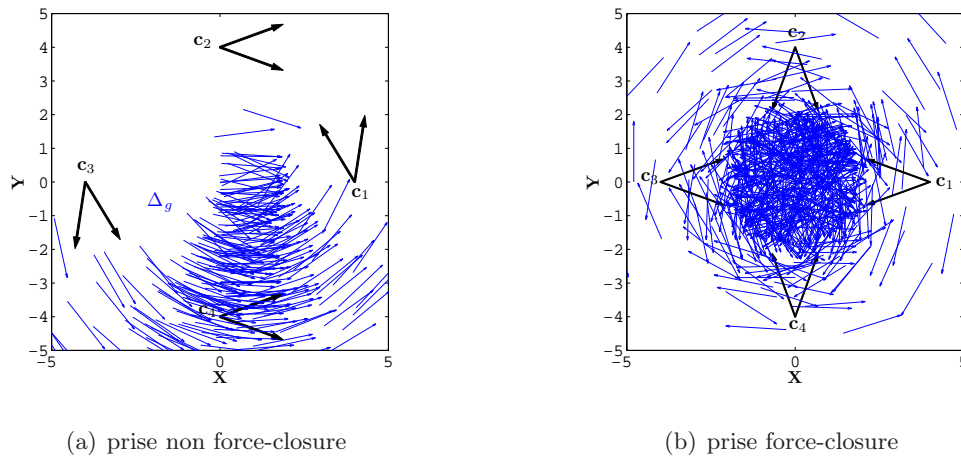 5
4
3
2
1
0
−1
−2
−3
−4
−5
−5
0
5
X
Y
c₁
c₂
c₃
c₄
Δ_g
(a) prise non force-closure
5
4
3
2
1
0
−1
−2
−3
−4
−5
−5
0
5
X
Y
c₁
c₂
c₃
c₄
(b) prise force-closure